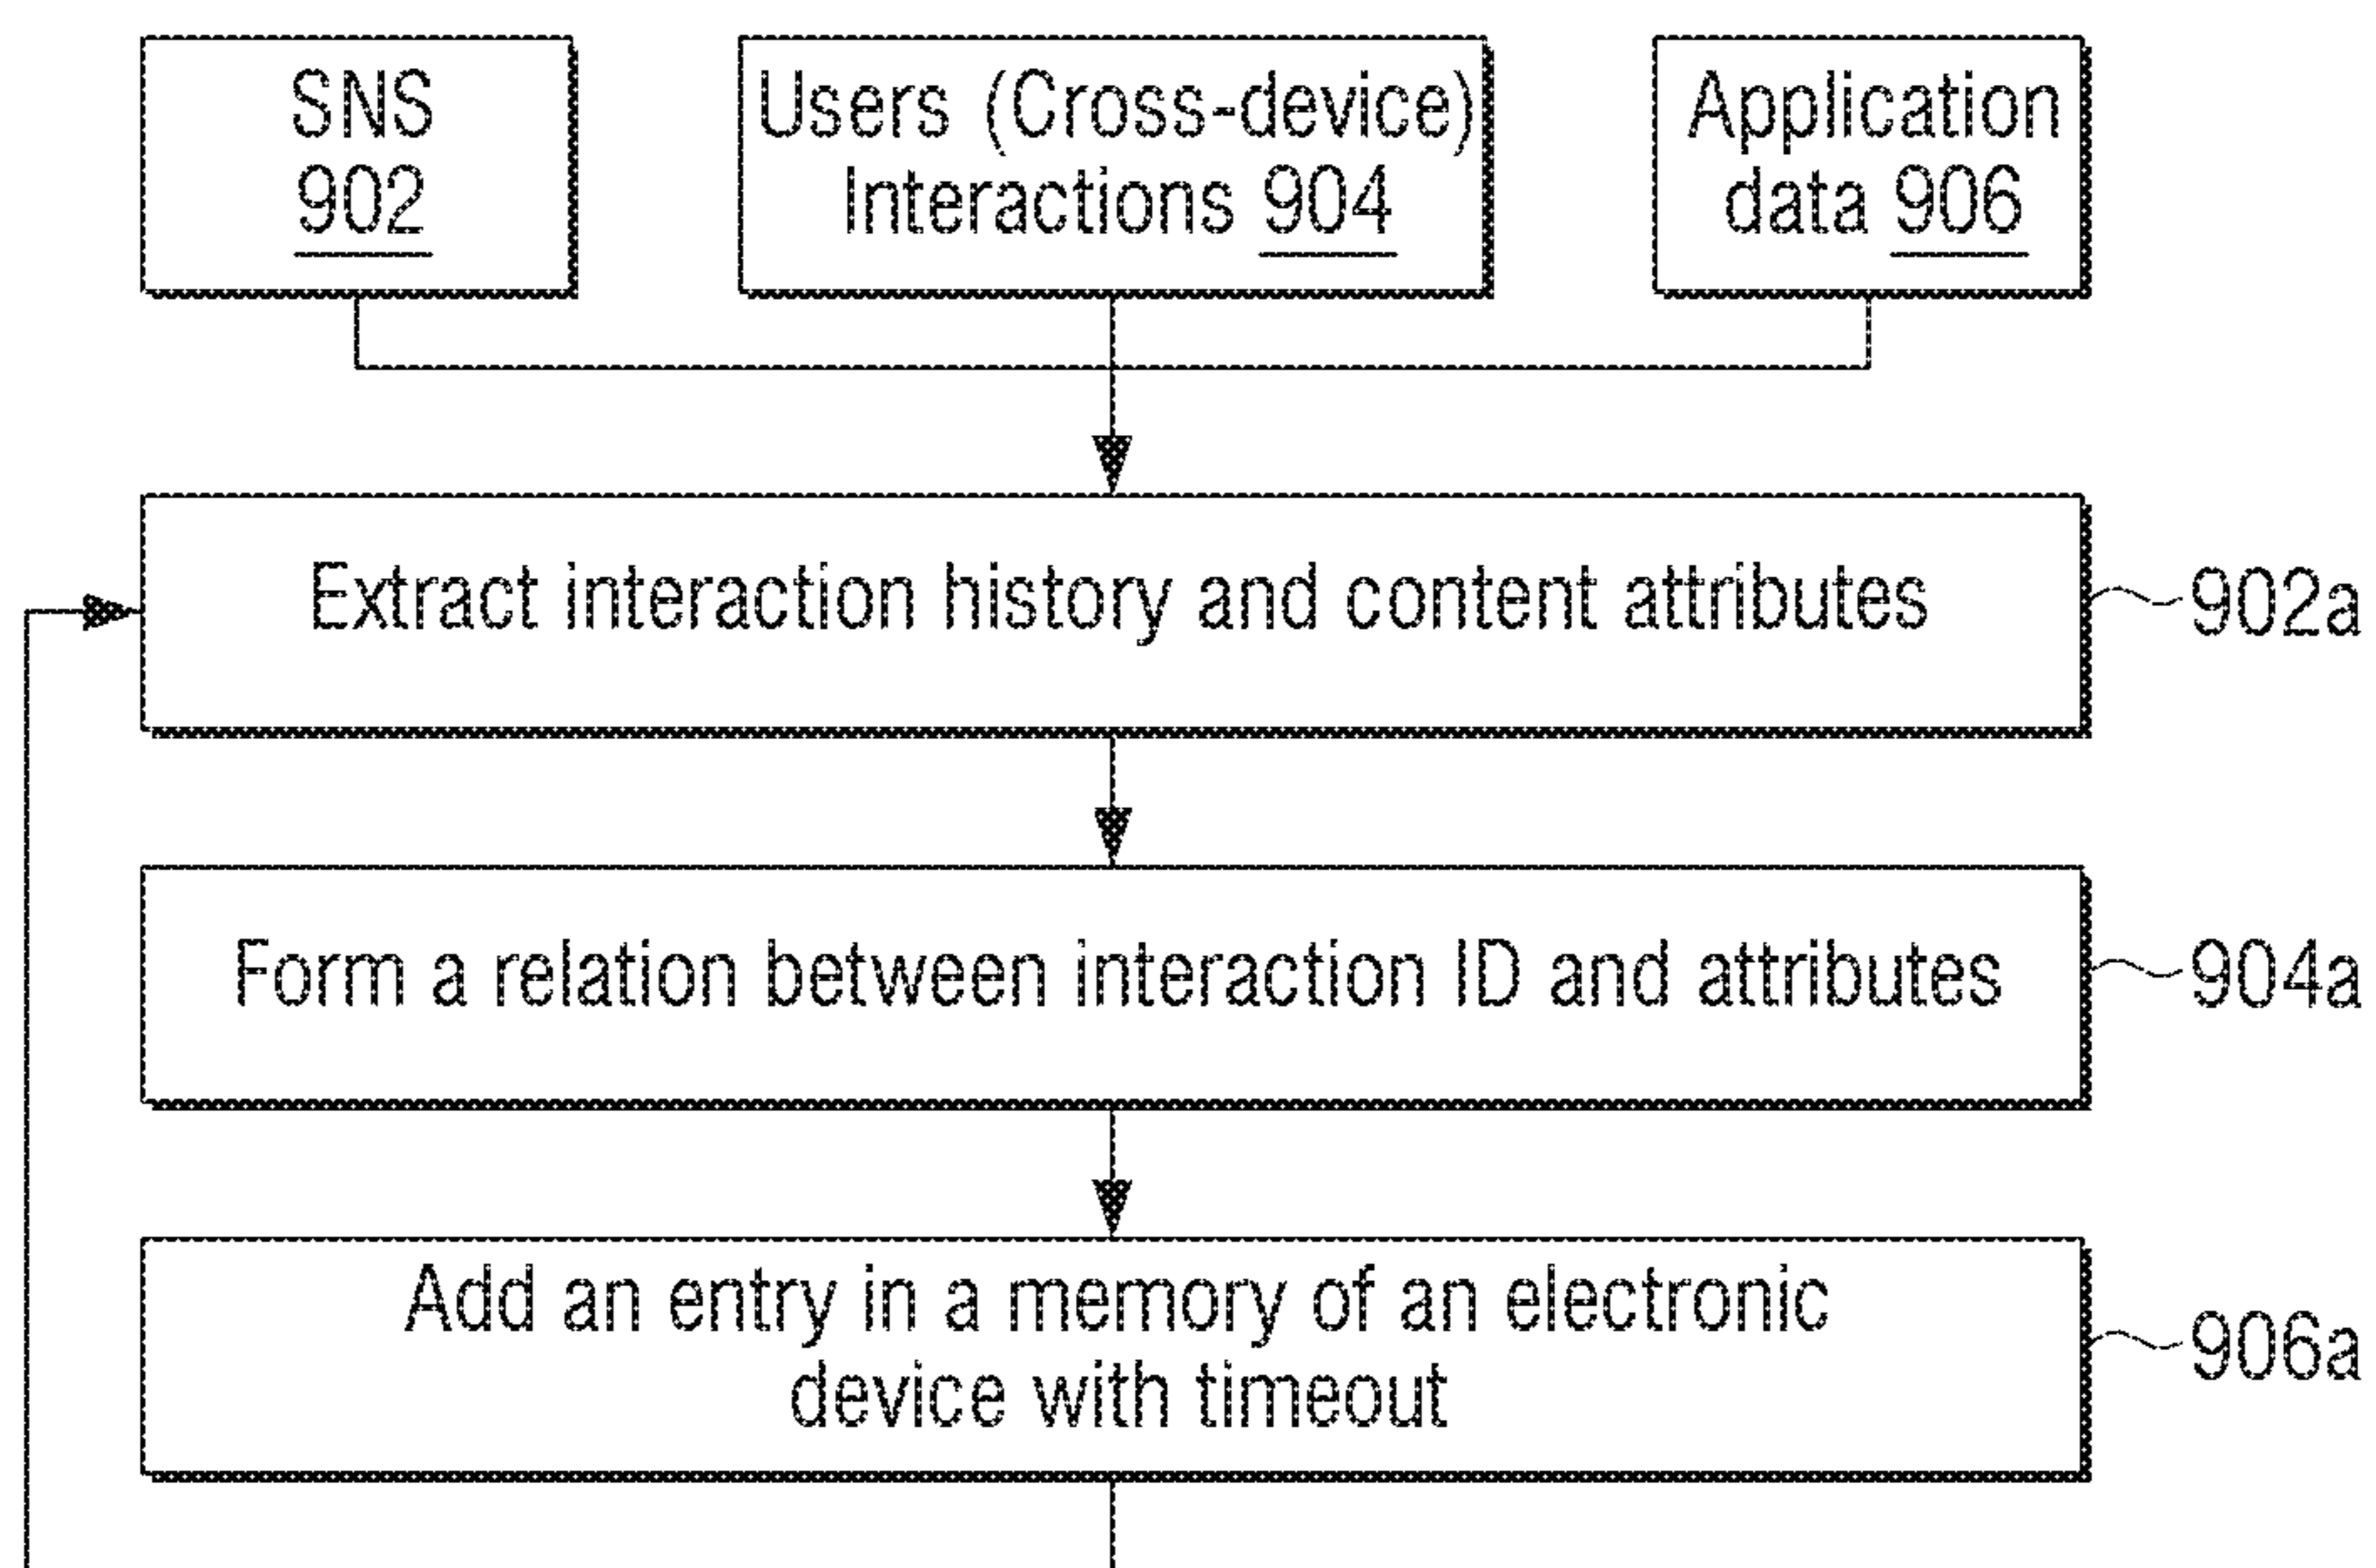 SNS
902
Users (Cross-device)
Interactions 904
Application
data 906
Extract interaction history and content attributes
902a
Form a relation between interaction ID and attributes
904a
Add an entry in a memory of an electronic
device with timeout
906a